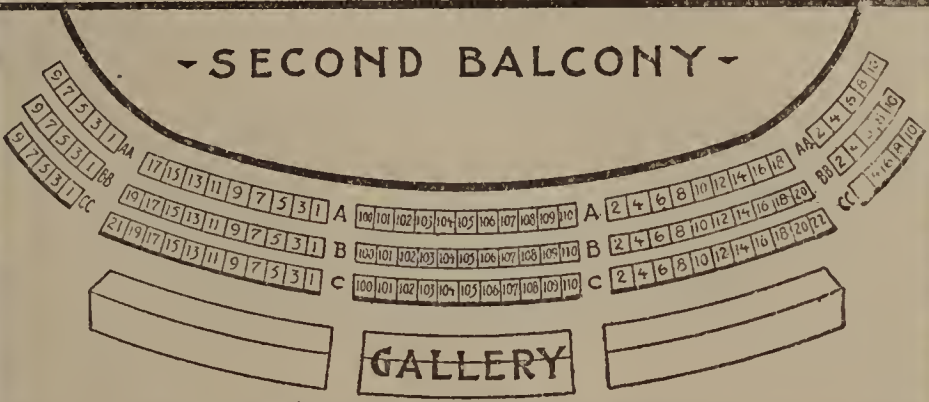 -SECOND BALCONY-
9 7 5 3 1 AA
9 7 5 3 1 BB
9 7 5 3 1 CC
17 15 13 11 9 7 5 3 1 A 100 101 102 103 104 105 106 107 108 109 110 A 2 4 6 8 10 12 14 16 18
19 17 15 13 11 9 7 5 3 1 B 100 101 102 103 104 105 106 107 108 109 110 B 2 4 6 8 10 12 14 16 18 20
21 19 17 15 13 11 9 7 5 3 1 C 100 101 102 103 104 105 106 107 108 109 110 C 2 4 6 8 10 12 14 16 18 20 22
AA 2 4 6 8 10
BB 2 4 8 10
CC 4 6 8 10
GALLERY